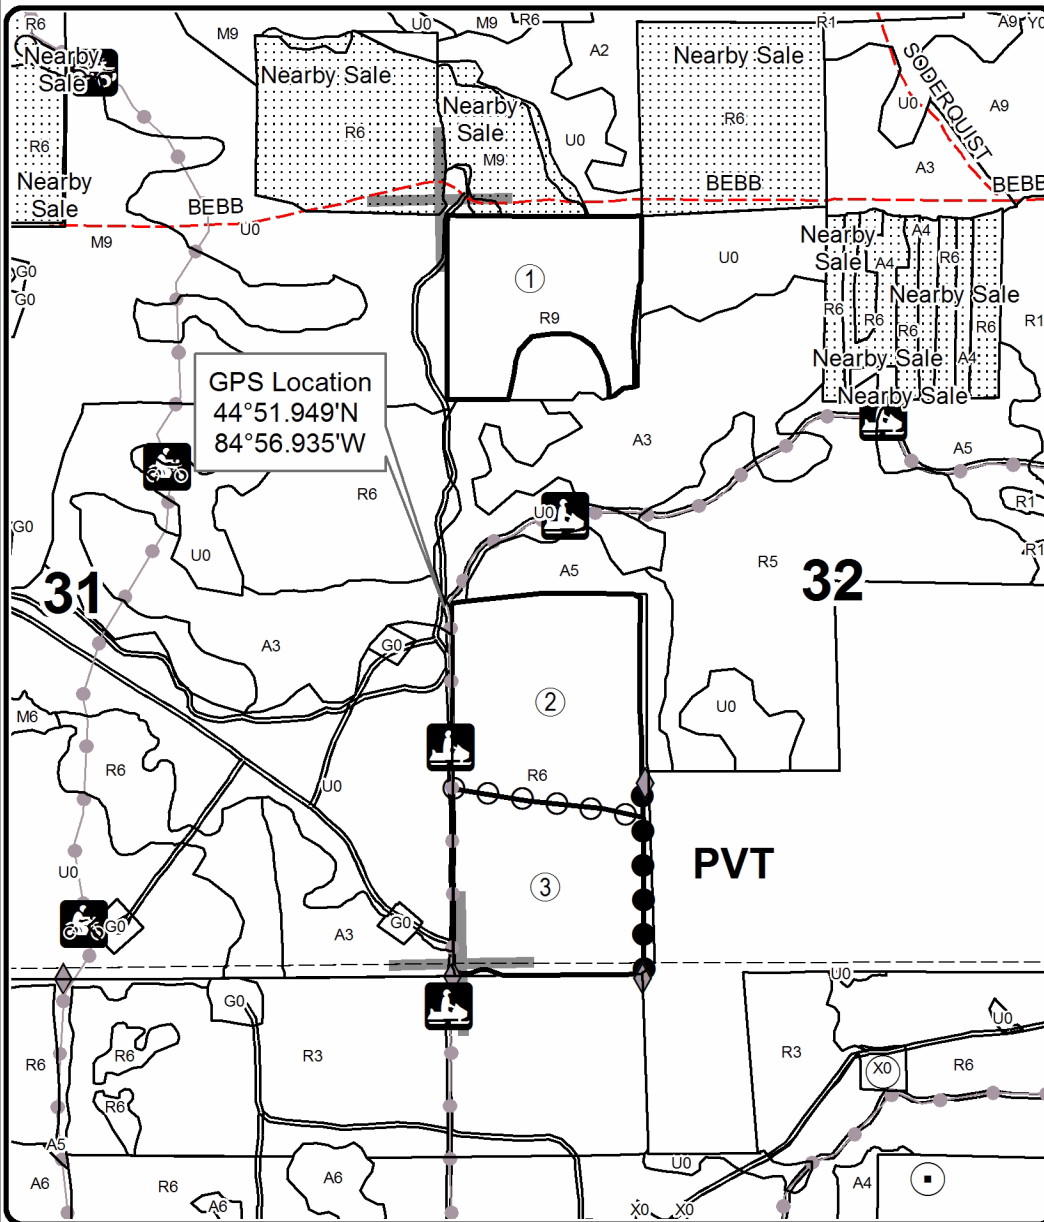 R6
M9
U0
M9
R6
R1
A9
Y0
Nearby
Sale
Nearby Sale
A2
Nearby Sale
SODERQUIST
U0
A9
Nearby
Sale
R6
R6
M9
U0
R6
A3
Nearby
Sale
BEBB
BEBB
BEBB
M9
U0
U0
Nearby
Sale
A4
A4
R6
G0
G0
1
Nearby Sale
R6
R6
R6
R6
R1
R9
Nearby Sale
A4
Nearby Sale
GPS Location
44°51.949'N
84°56.935'W
A3
A5
R6
R1
U0
G0
U0
R5
R1
A5
31
32
A3
G0
M6
2
U0
R6
R6
U0
PVT
U0
3
G0
G0
A3
U0
G0
U0
R6
R6
R3
R3
X0
R6
R6
A5
U0
A6
R6
A6
A6
A4
X0
X0